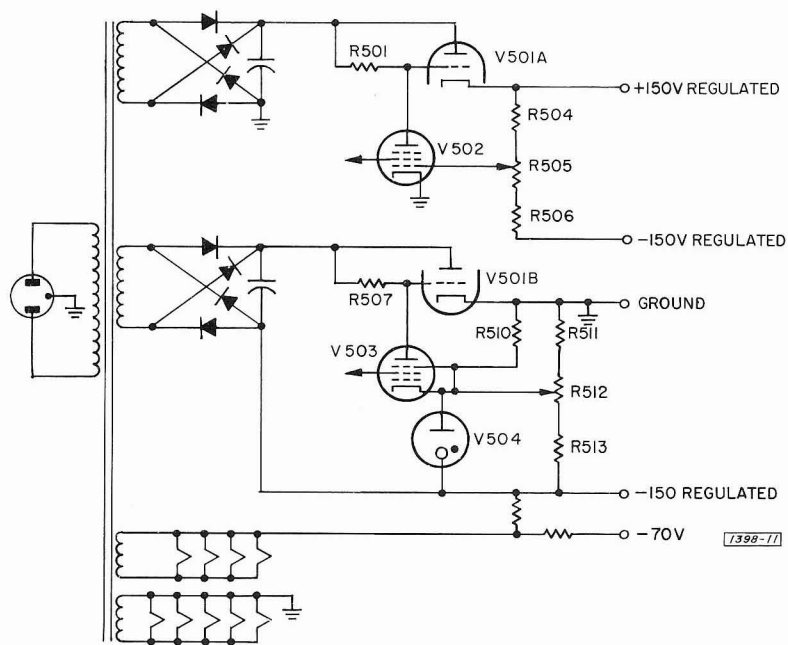 R501
V501A
+150V REGULATED
R504
V502
R505
R506
-150V REGULATED
R507
V501B
GROUND
R510
R511
V503
R512
V504
R513
-150 REGULATED
-70V
1398-11